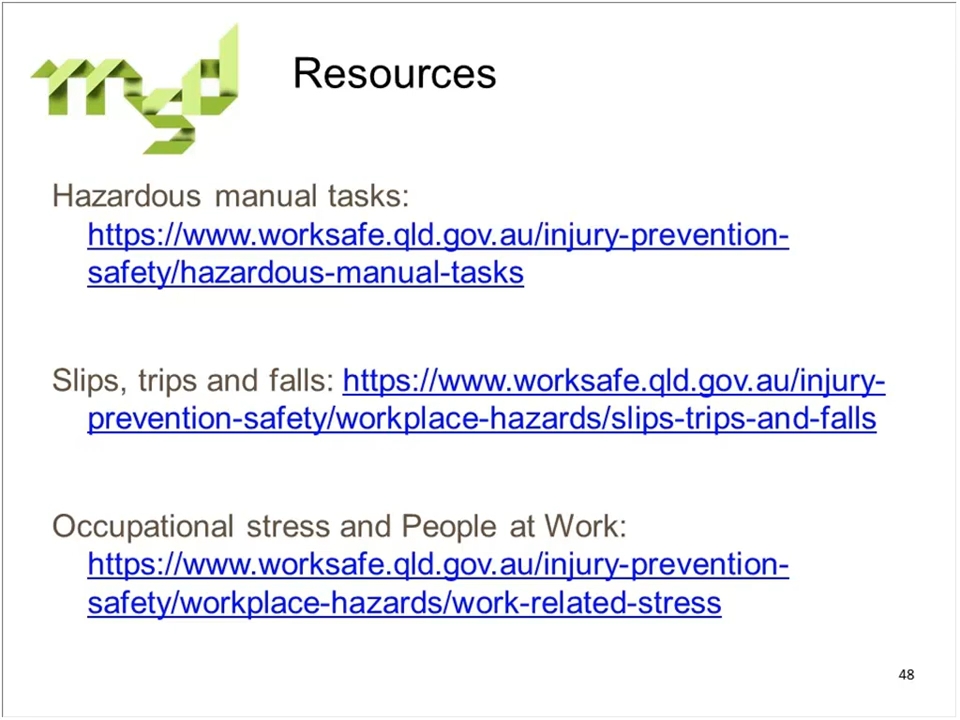 msd
Resources
Hazardous manual tasks:
https://www.worksafe.qld.gov.au/injury-prevention-
safety/hazardous-manual-tasks
Slips, trips and falls: https://www.worksafe.qld.gov.au/injury-
prevention-safety/workplace-hazards/slips-trips-and-falls
Occupational stress and People at Work:
https://www.worksafe.qld.gov.au/injury-prevention-
safety/workplace-hazards/work-related-stress
48